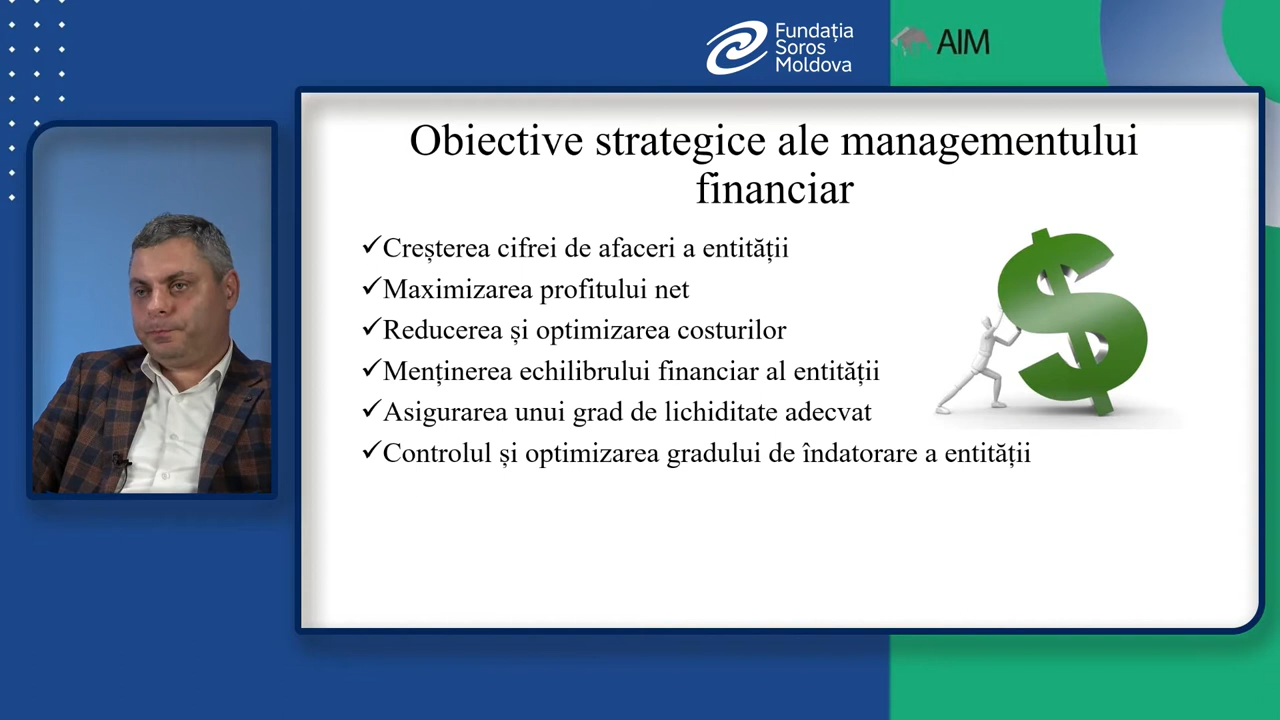 Fundația
Soros
Moldova
AIM
Obiective strategice ale managementului
financiar
✓Creșterea cifrei de afaceri a entității
✓Maximizarea profitului net
✓Reducerea și optimizarea costurilor
✓Menținerea echilibrului financiar al entității
✓Asigurarea unui grad de lichiditate adecvat
✓Controlul și optimizarea gradului de îndatorare a entității